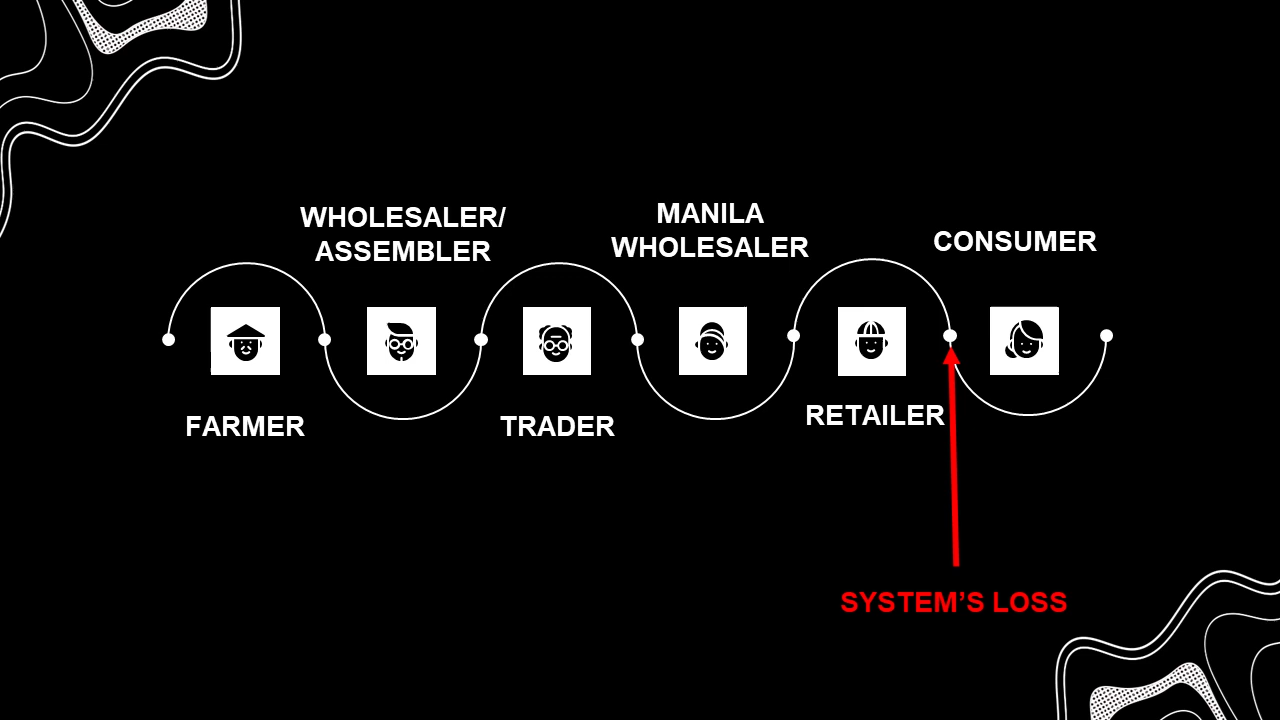 WHOLESALER/
ASSEMBLER
MANILA
WHOLESALER
CONSUMER
FARMER
TRADER
RETAILER
SYSTEM’S LOSS